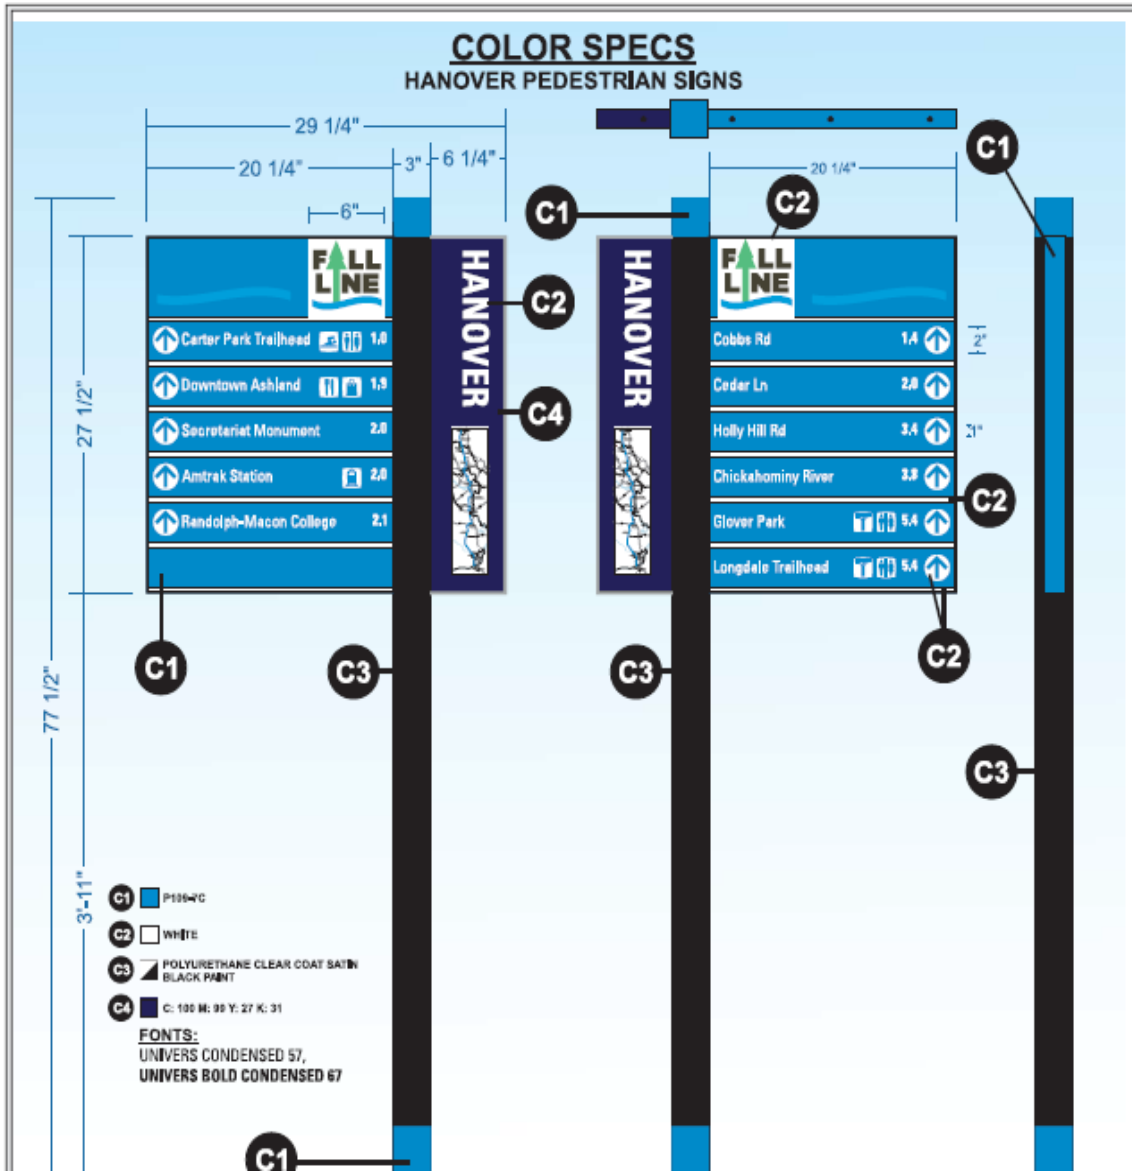 COLOR SPECS
HANOVER PEDESTRIAN SIGNS
29 1/4"
20 1/4"
3"
6 1/4"
6"
20 1/4"
C1
C2
C1
FALL
LINE
HANOVER
C2
C4
HANOVER
FALL
LINE
Carter Park Trailhead 1.0
Downtown Ashland 1.9
Secretariat Monument 2.0
Amtrak Station 2.0
Randolph-Macon College 2.1
Cobbs Rd 1.4
Cedar Ln 2.0
Holly Hill Rd 3.4
Chickahominy River 3.8
Glover Park 5.4
Longdale Trailhead 5.4
2"
1"
C2
27 1/2"
77 1/2"
3'-11"
C1
C3
C3
C2
C3
C1 P109-7C
C2 WHITE
C3 POLYURETHANE CLEAR COAT SATIN
BLACK PAINT
C4 C: 100 M: 99 Y: 27 K: 31
FONTS:
UNIVERS CONDENSED 57,
UNIVERS BOLD CONDENSED 67
C1